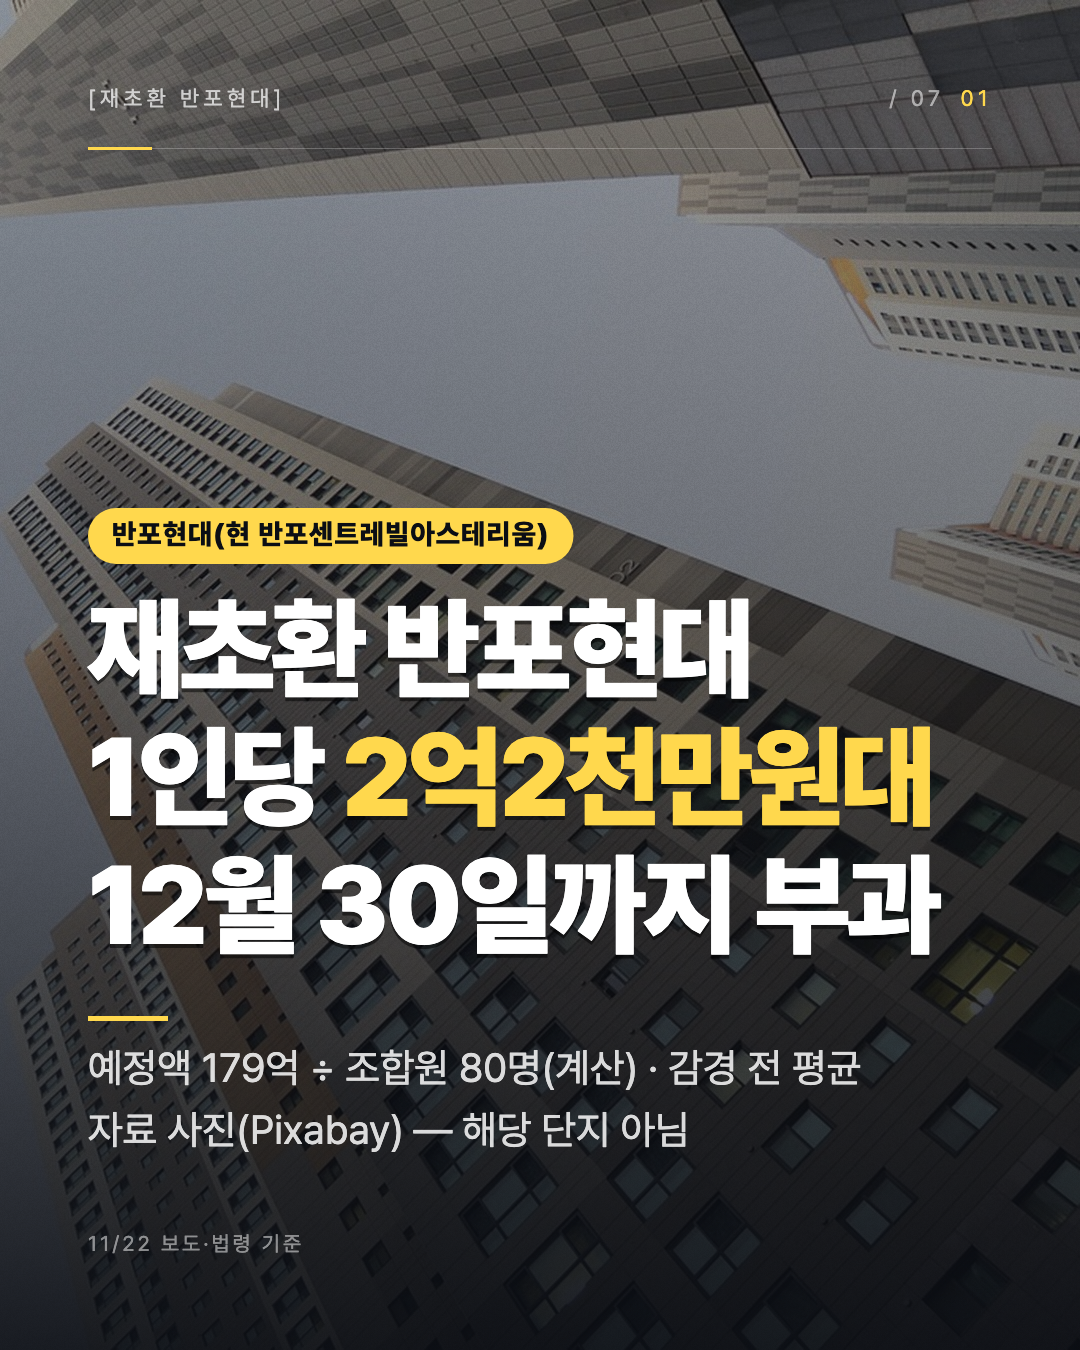 [재초환 반포현대]
/ 07 01
반포현대(현 반포센트레빌아스테리움)
재초환 반포현대
1인당 2억2천만원대
12월 30일까지 부과
예정액 179억 ÷ 조합원 80명(계산) · 감경 전 평균
자료 사진(Pixabay) — 해당 단지 아님
11/22 보도·법령 기준